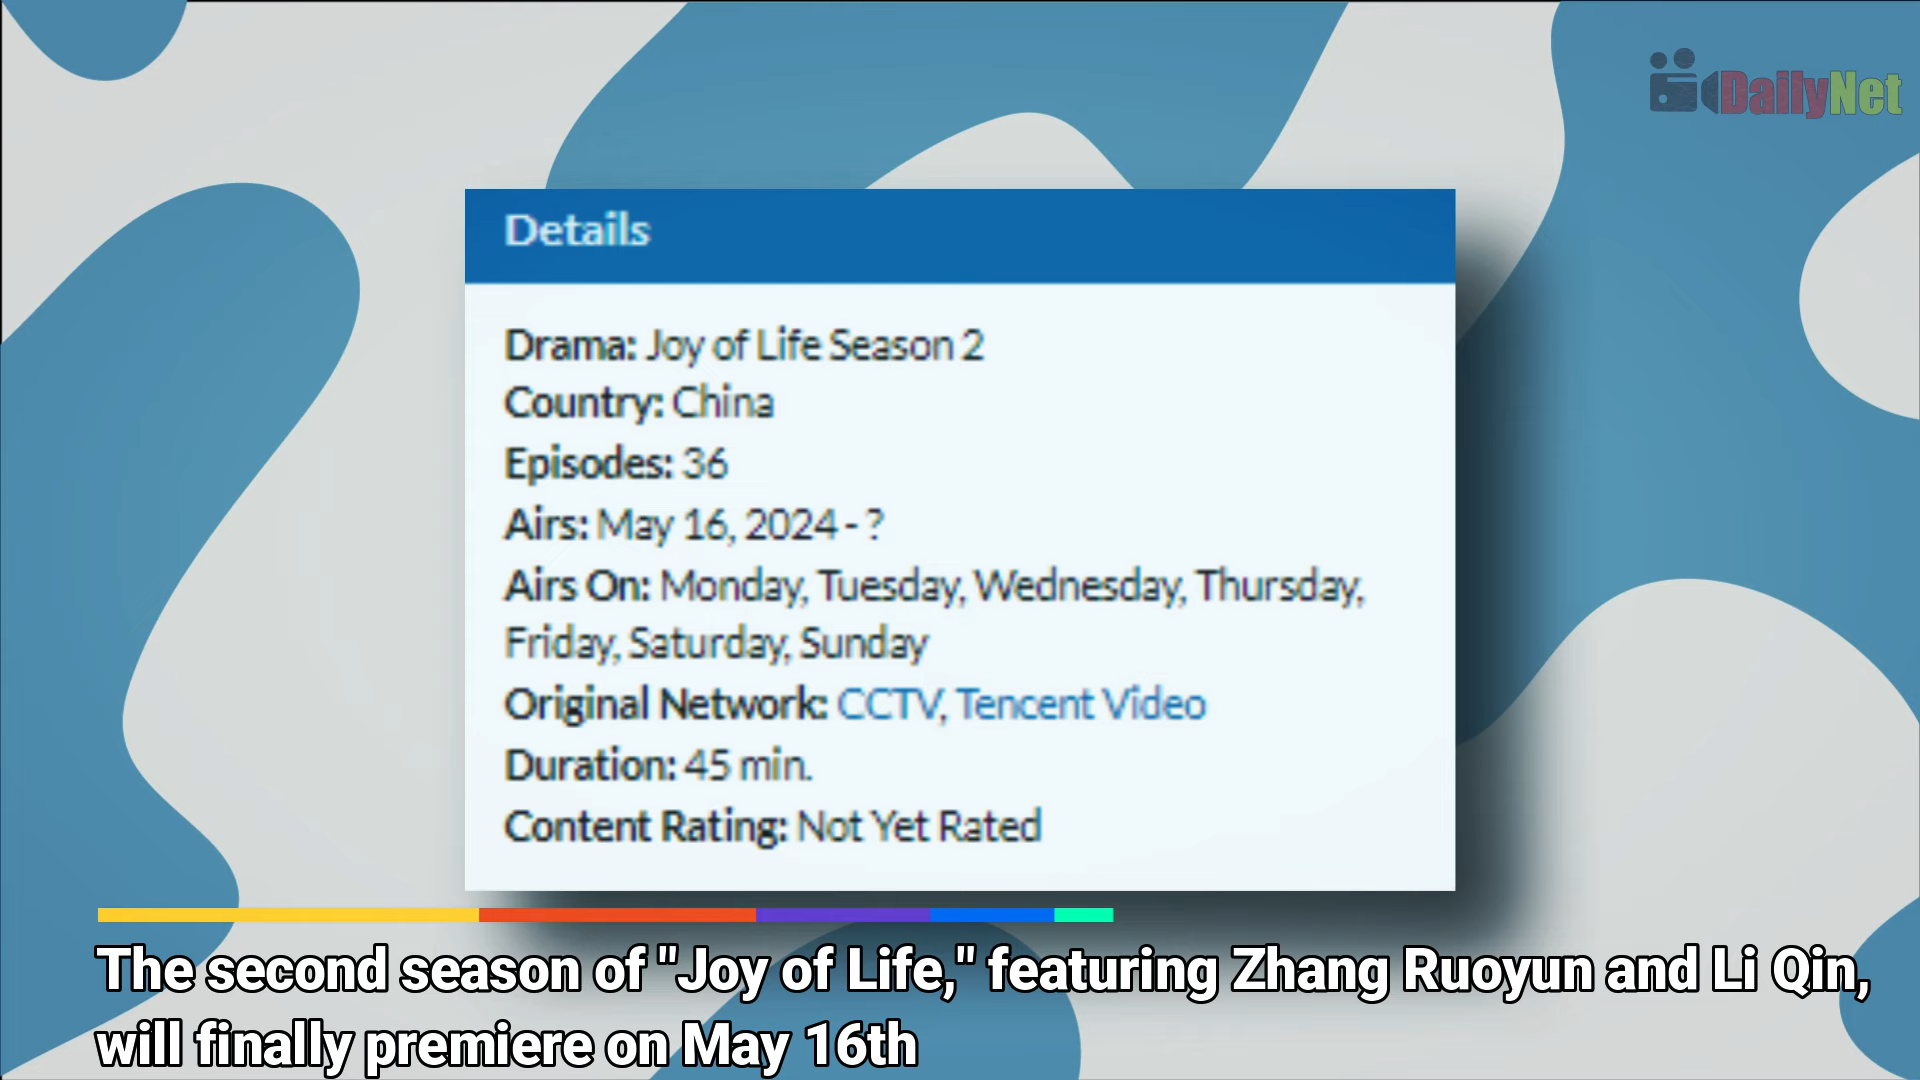 DailyNet
Details
Drama: Joy of Life Season 2
Country: China
Episodes: 36
Airs: May 16, 2024 - ?
Airs On: Monday, Tuesday, Wednesday, Thursday,
Friday, Saturday, Sunday
Original Network: CCTV, Tencent Video
Duration: 45 min.
Content Rating: Not Yet Rated
The second season of "Joy of Life," featuring Zhang Ruoyun and Li Qin,
will finally premiere on May 16th